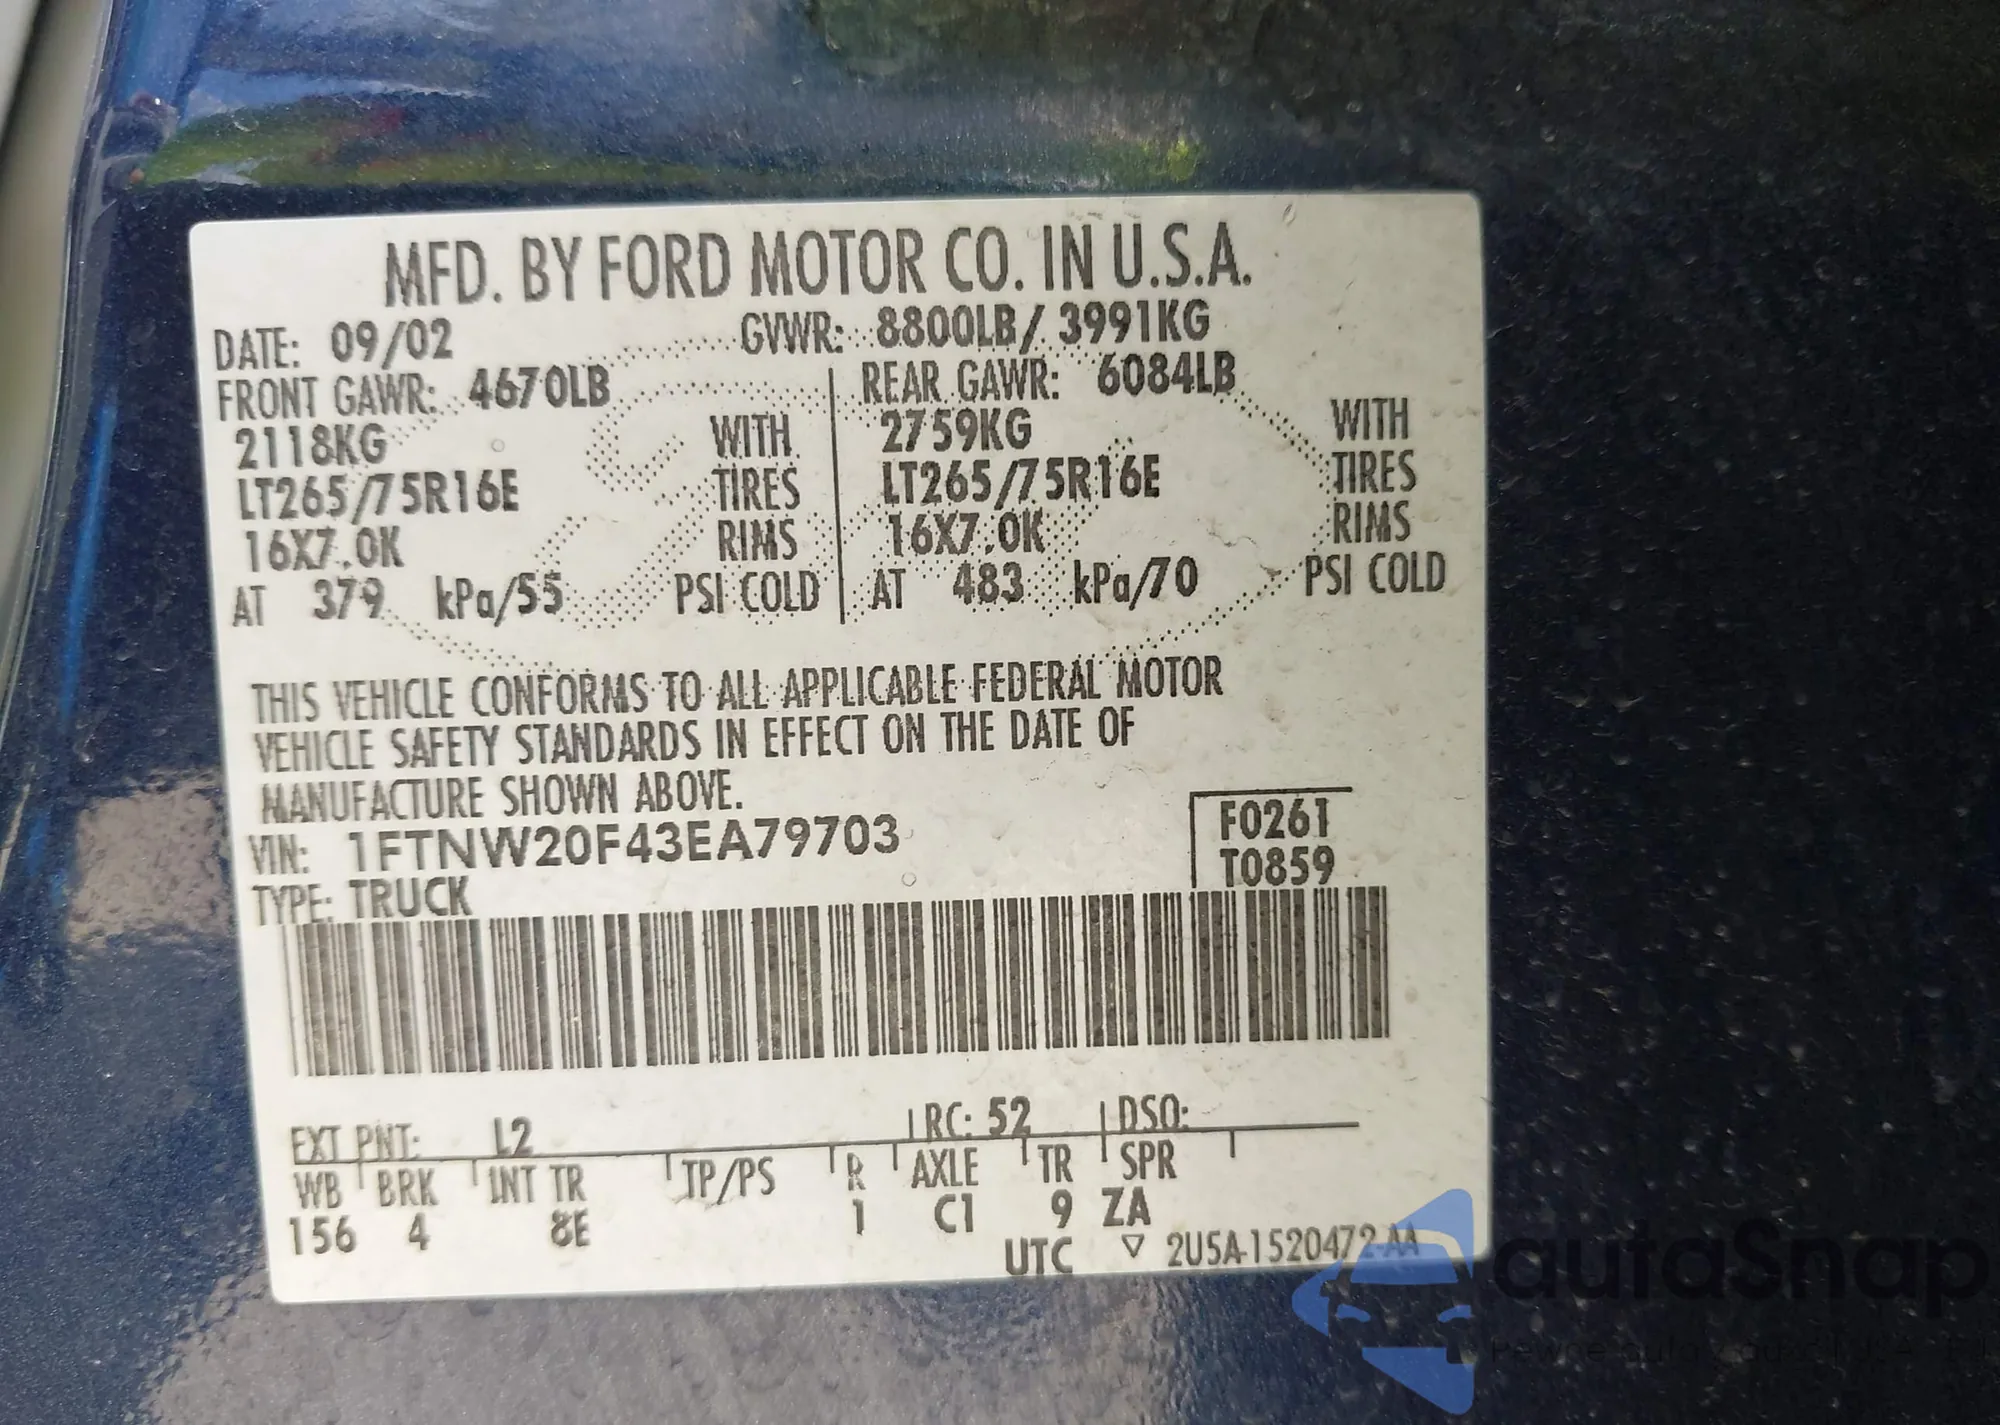 MFD. BY FORD MOTOR CO. IN U.S.A.
DATE: 09/02 GVWR: 8800LB/ 3991KG
FRONT GAWR: 4670LB REAR GAWR: 6084LB
2118KG WITH 2759KG WITH
LT265/75R16E TIRES LT265/75R16E TIRES
16X7.0K RIMS 16X7.0K RIMS
AT 379 kPa/55 PSI COLD AT 483 kPa/70 PSI COLD
THIS VEHICLE CONFORMS TO ALL APPLICABLE FEDERAL MOTOR
VEHICLE SAFETY STANDARDS IN EFFECT ON THE DATE OF
MANUFACTURE SHOWN ABOVE.
F0261
VIN: 1FTNW20F43EA79703
T0859
TYPE: TRUCK
EXT PNT: L2 RC: 52 DSO:
WB BRK INT TR TP/PS R AXLE TR SPR
156 4 8E 1 C1 9 ZA
UTC ▽ 2U5A-1520472-AA
autaSnap